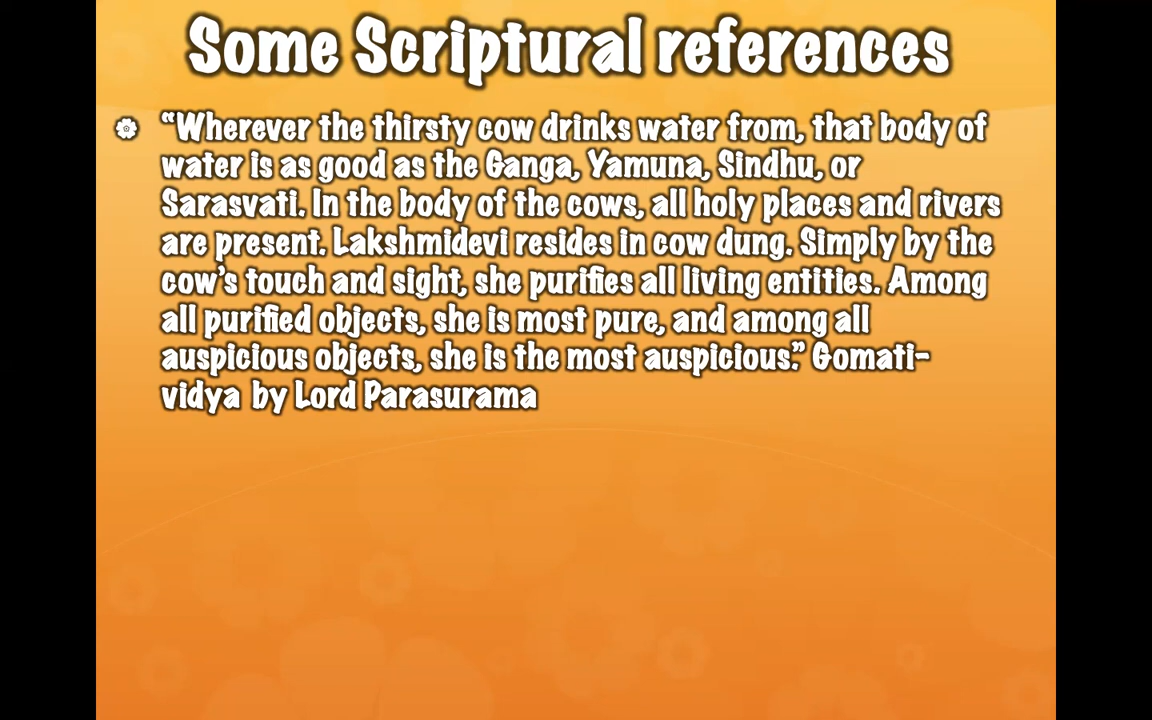 Some Scriptural references
“Wherever the thirsty cow drinks water from, that body of
water is as good as the Ganga, Yamuna, Sindhu, or
Sarasvati. In the body of the cows, all holy places and rivers
are present. Lakshmidevi resides in cow dung. Simply by the
cow’s touch and sight, she purifies all living entities. Among
all purified objects, she is most pure, and among all
auspicious objects, she is the most auspicious.” Gomati-
vidya by Lord Parasurama